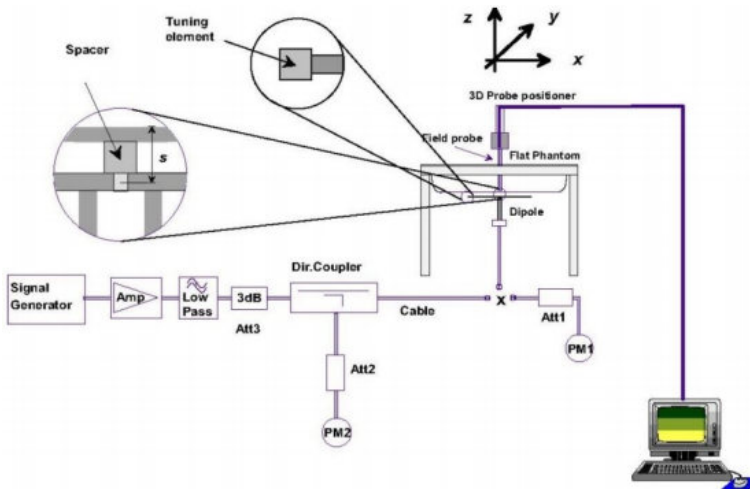 Tuning
element
Spacer
s
z
y
x
3D Probe positioner
Field probe
Flat Phantom
Dipole
Dir.Coupler
Signal
Generator
Amp
Low
Pass
3dB
Att3
Cable
x
Att1
PM1
Att2
PM2